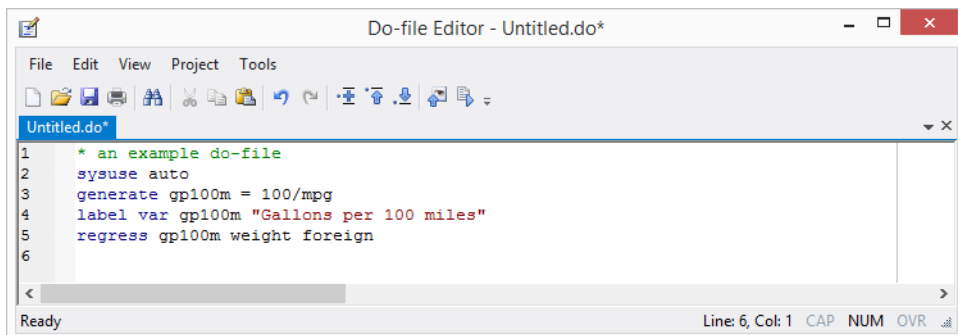 Do-file Editor - Untitled.do*
File Edit View Project Tools
Untitled.do*
1 * an example do-file
2 sysuse auto
3 generate gp100m = 100/mpg
4 label var gp100m "Gallons per 100 miles"
5 regress gp100m weight foreign
6
Ready Line: 6, Col: 1 CAP NUM OVR